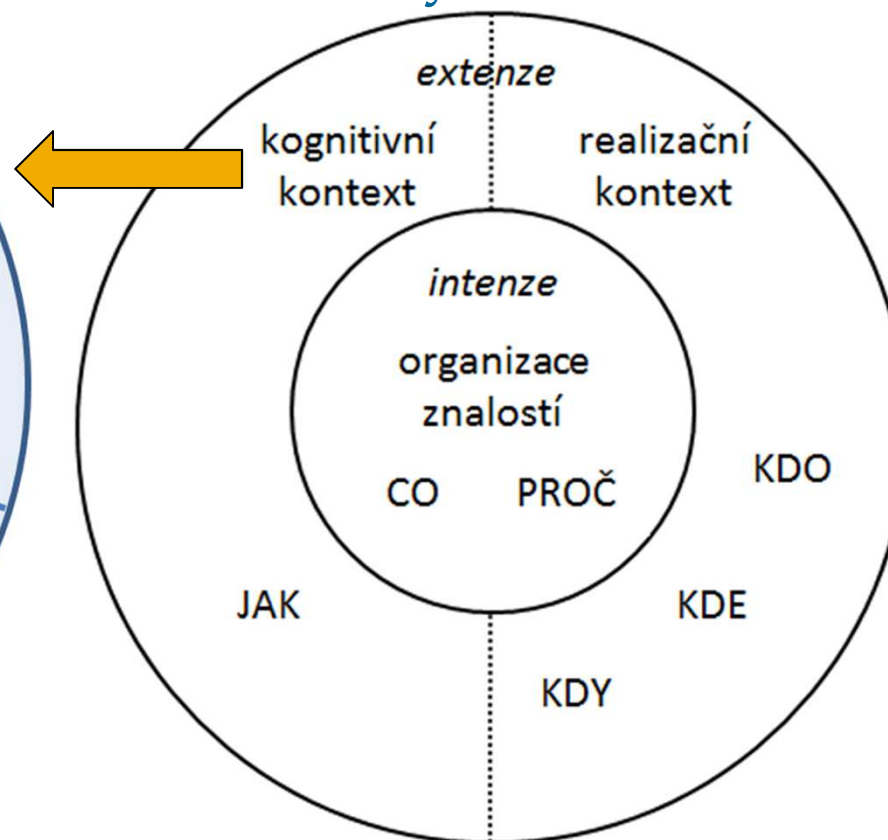 extenze
kognitivní
kontext
realizační
kontext
intenze
organizace
znalostí
CO PROČ
KDO
JAK
KDE
KDY